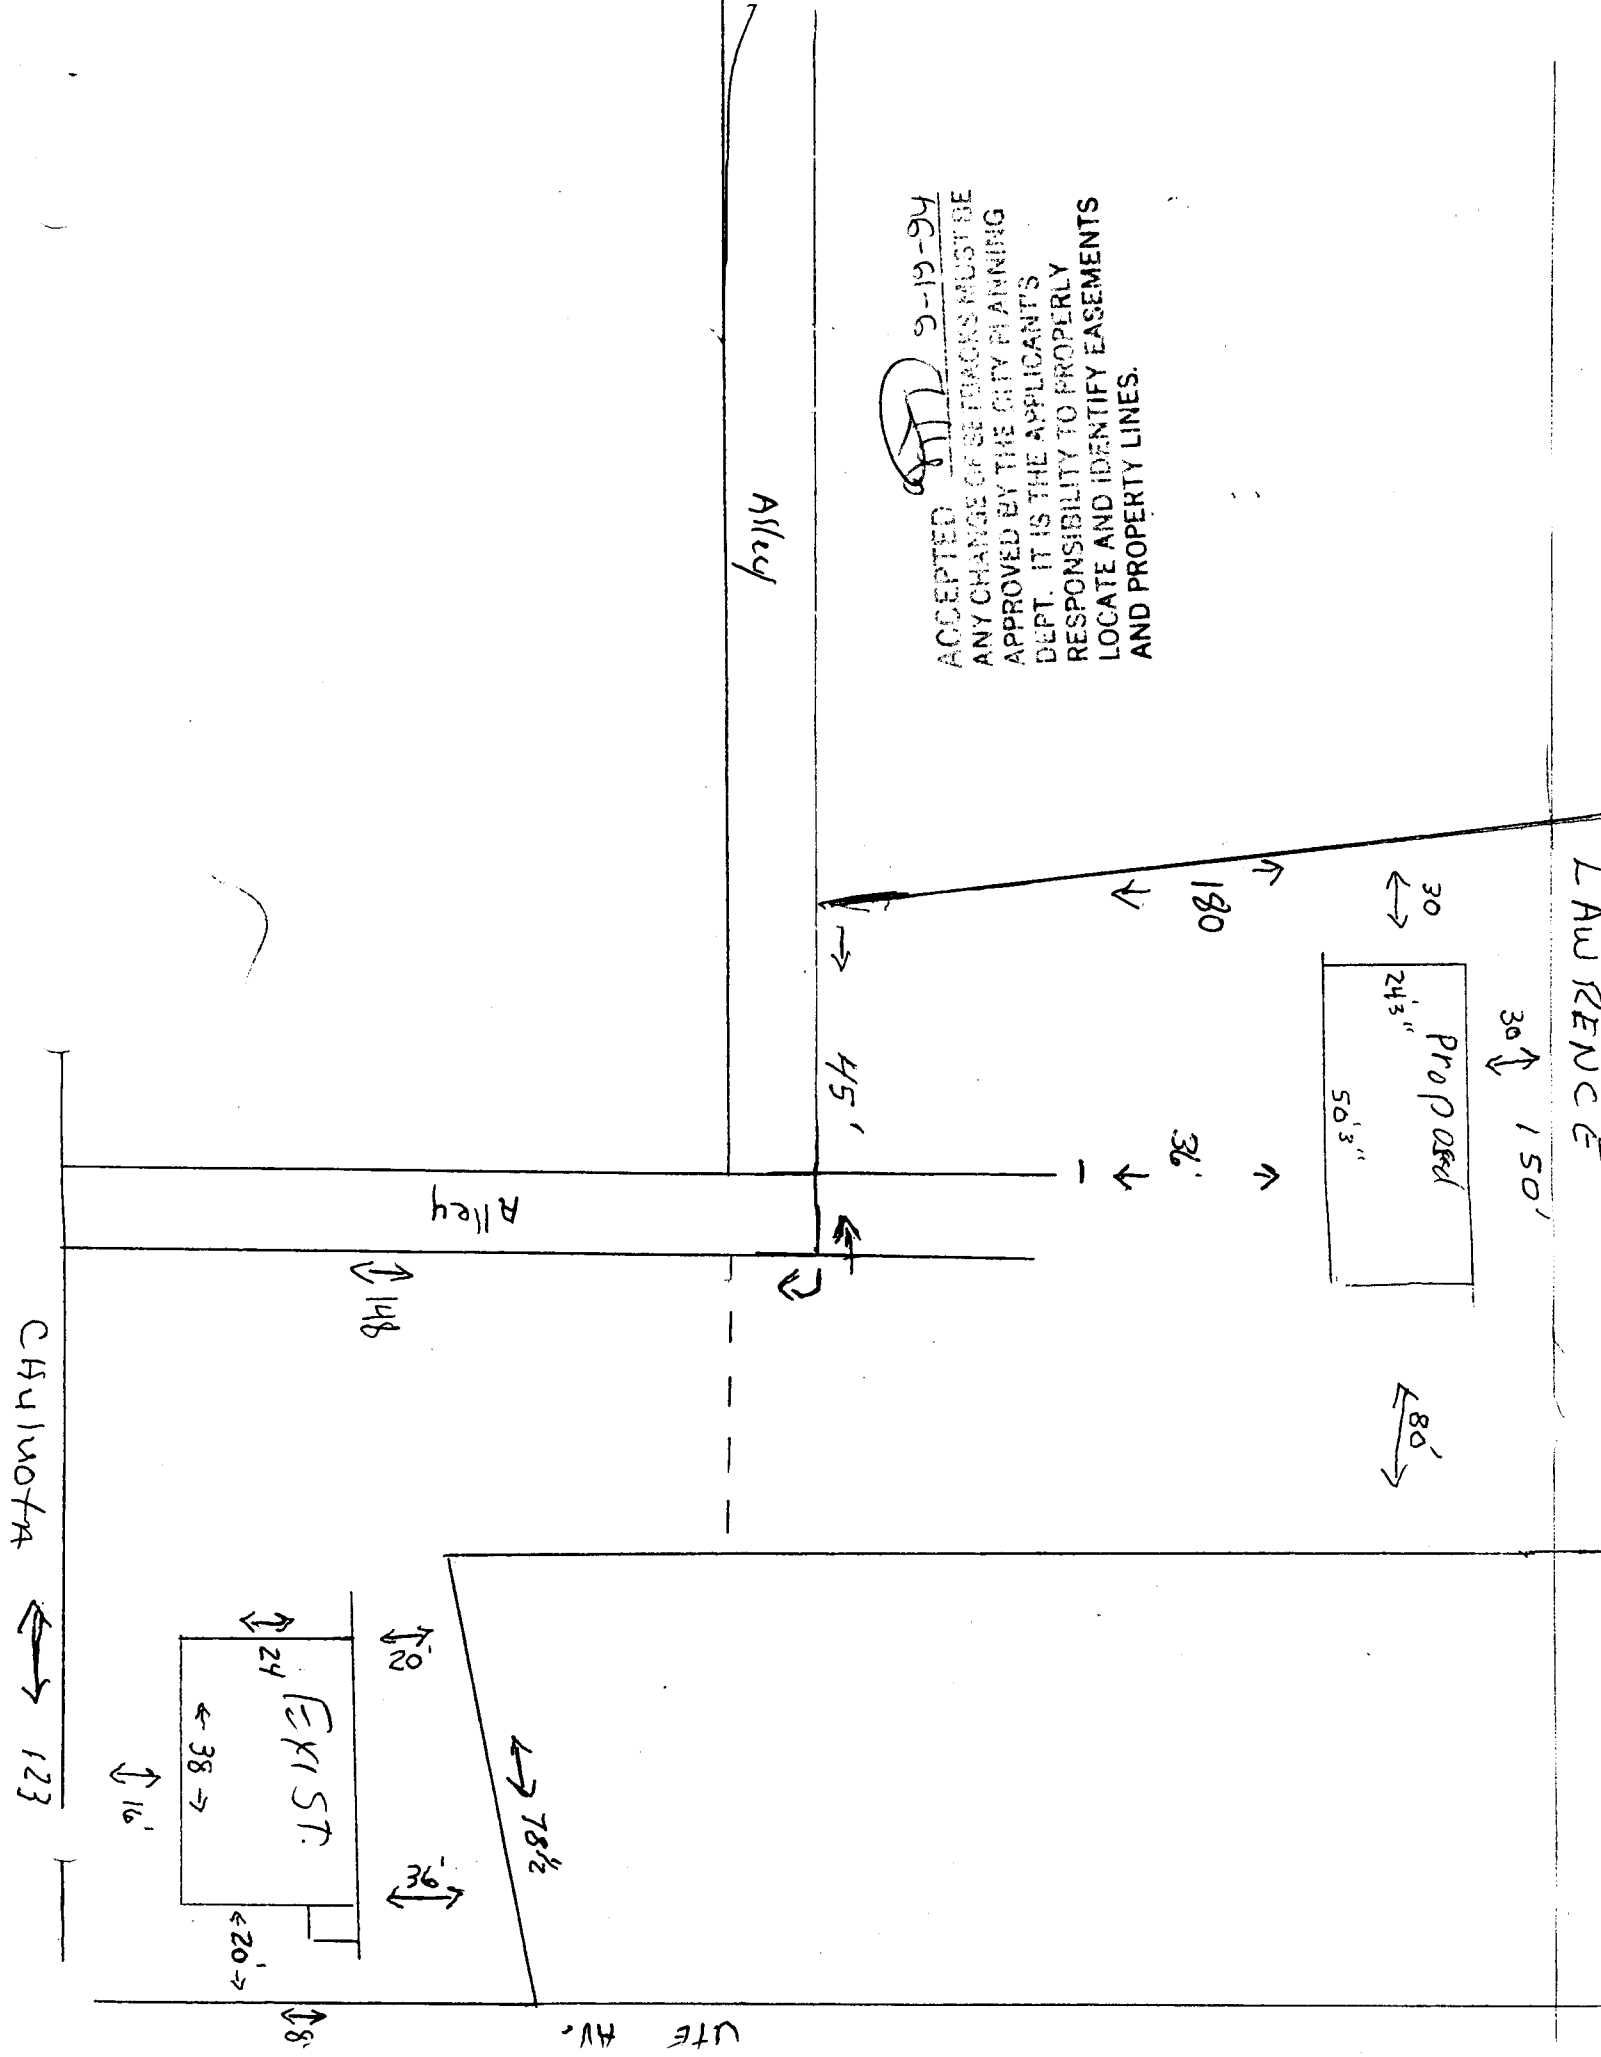 LAWRENCE
150'
30
30
Proposed
24'3"
50'3"
180
80'
36'
45'
Alley
Alley
148
ACCEPTED 9-19-94
ANY CHANGE OF SETBACKS MUST BE
APPROVED BY THE CITY PLANNING
DEPT. IT IS THE APPLICANT'S
RESPONSIBILITY TO PROPERLY
LOCATE AND IDENTIFY EASEMENTS
AND PROPERTY LINES.
20'
24
EXIST.
38
16'
36'
20'
78½
8'
UTE AV.
123